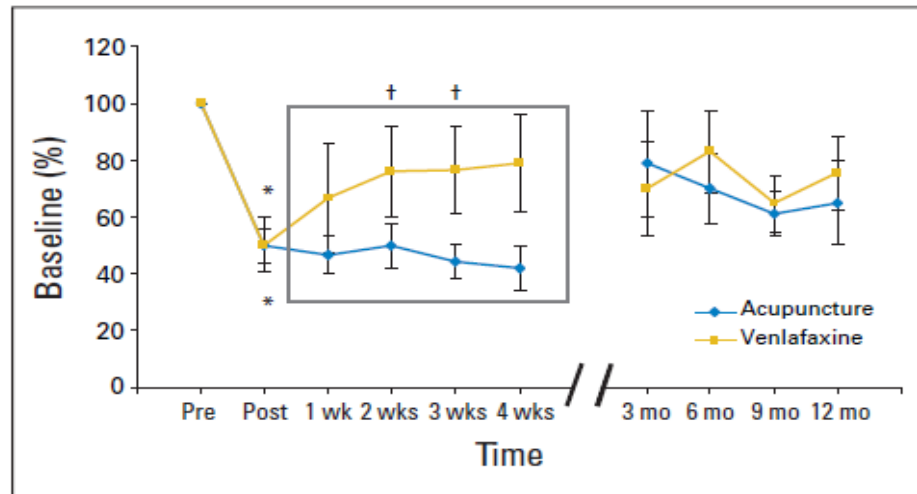 120
100
80
60
40
20
0
Baseline (%)
*
*
† †
Acupuncture
Venlafaxine
Pre Post 1 wk 2 wks 3 wks 4 wks 3 mo 6 mo 9 mo 12 mo
Time